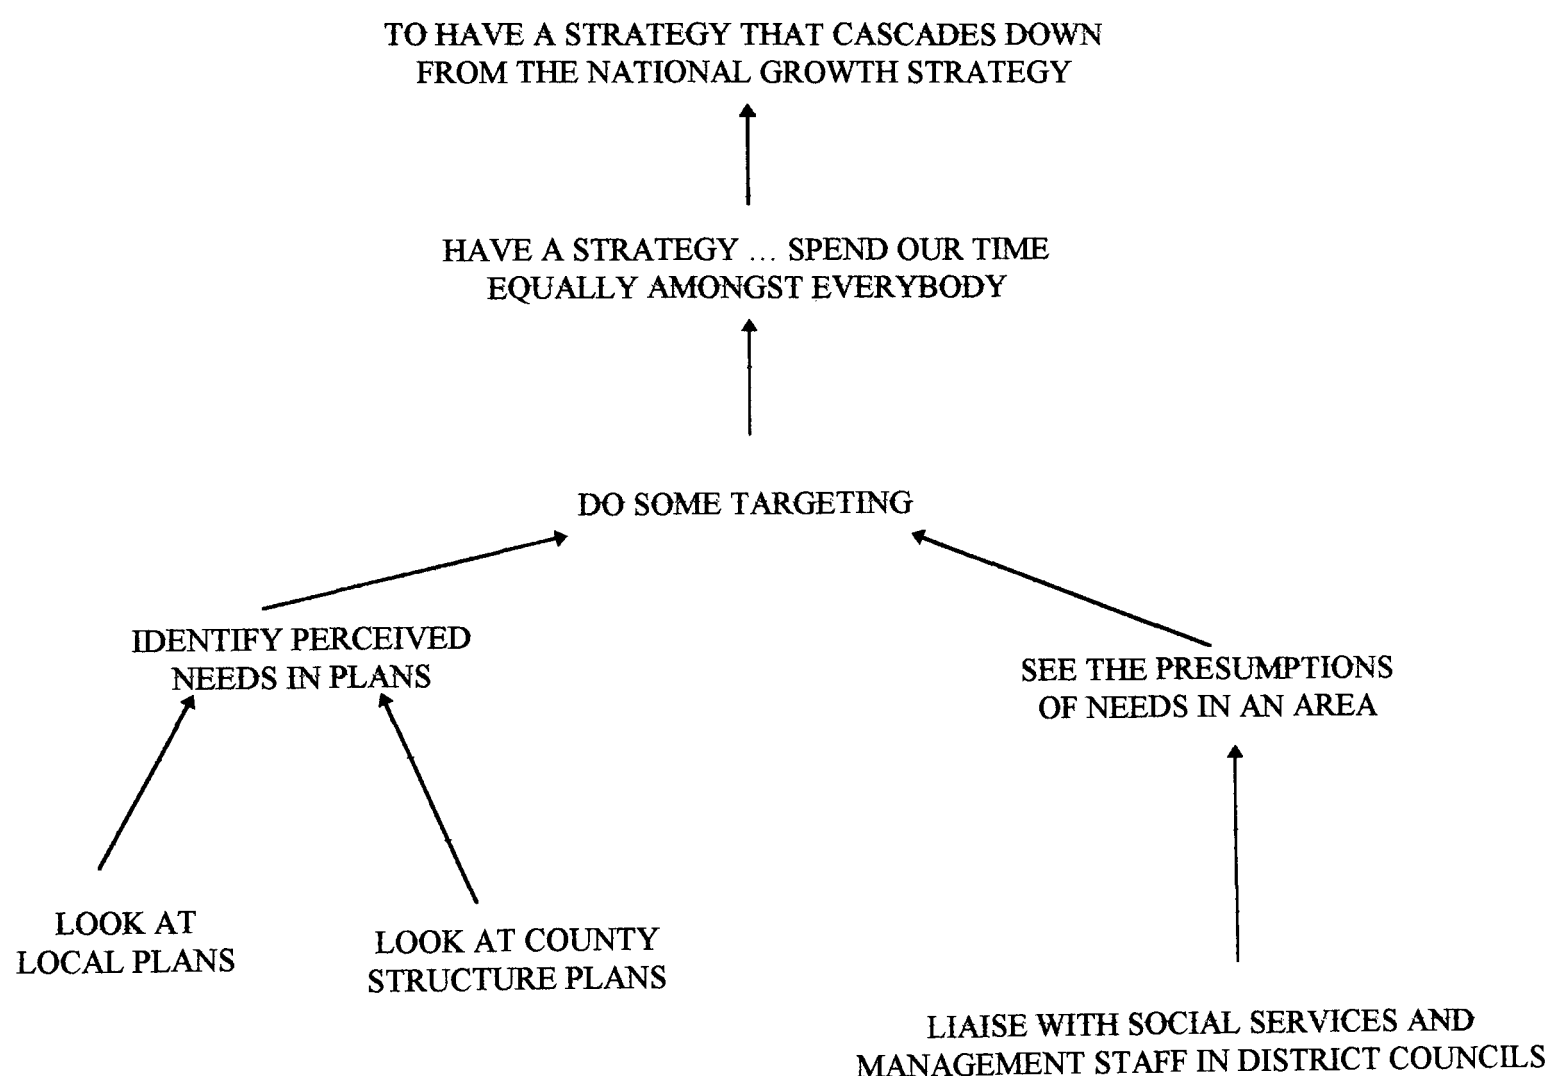 TO HAVE A STRATEGY THAT CASCADES DOWN
FROM THE NATIONAL GROWTH STRATEGY
HAVE A STRATEGY ... SPEND OUR TIME
EQUALLY AMONGST EVERYBODY
DO SOME TARGETING
IDENTIFY PERCEIVED
NEEDS IN PLANS
SEE THE PRESUMPTIONS
OF NEEDS IN AN AREA
LOOK AT
LOCAL PLANS
LOOK AT COUNTY
STRUCTURE PLANS
LIAISE WITH SOCIAL SERVICES AND
MANAGEMENT STAFF IN DISTRICT COUNCILS